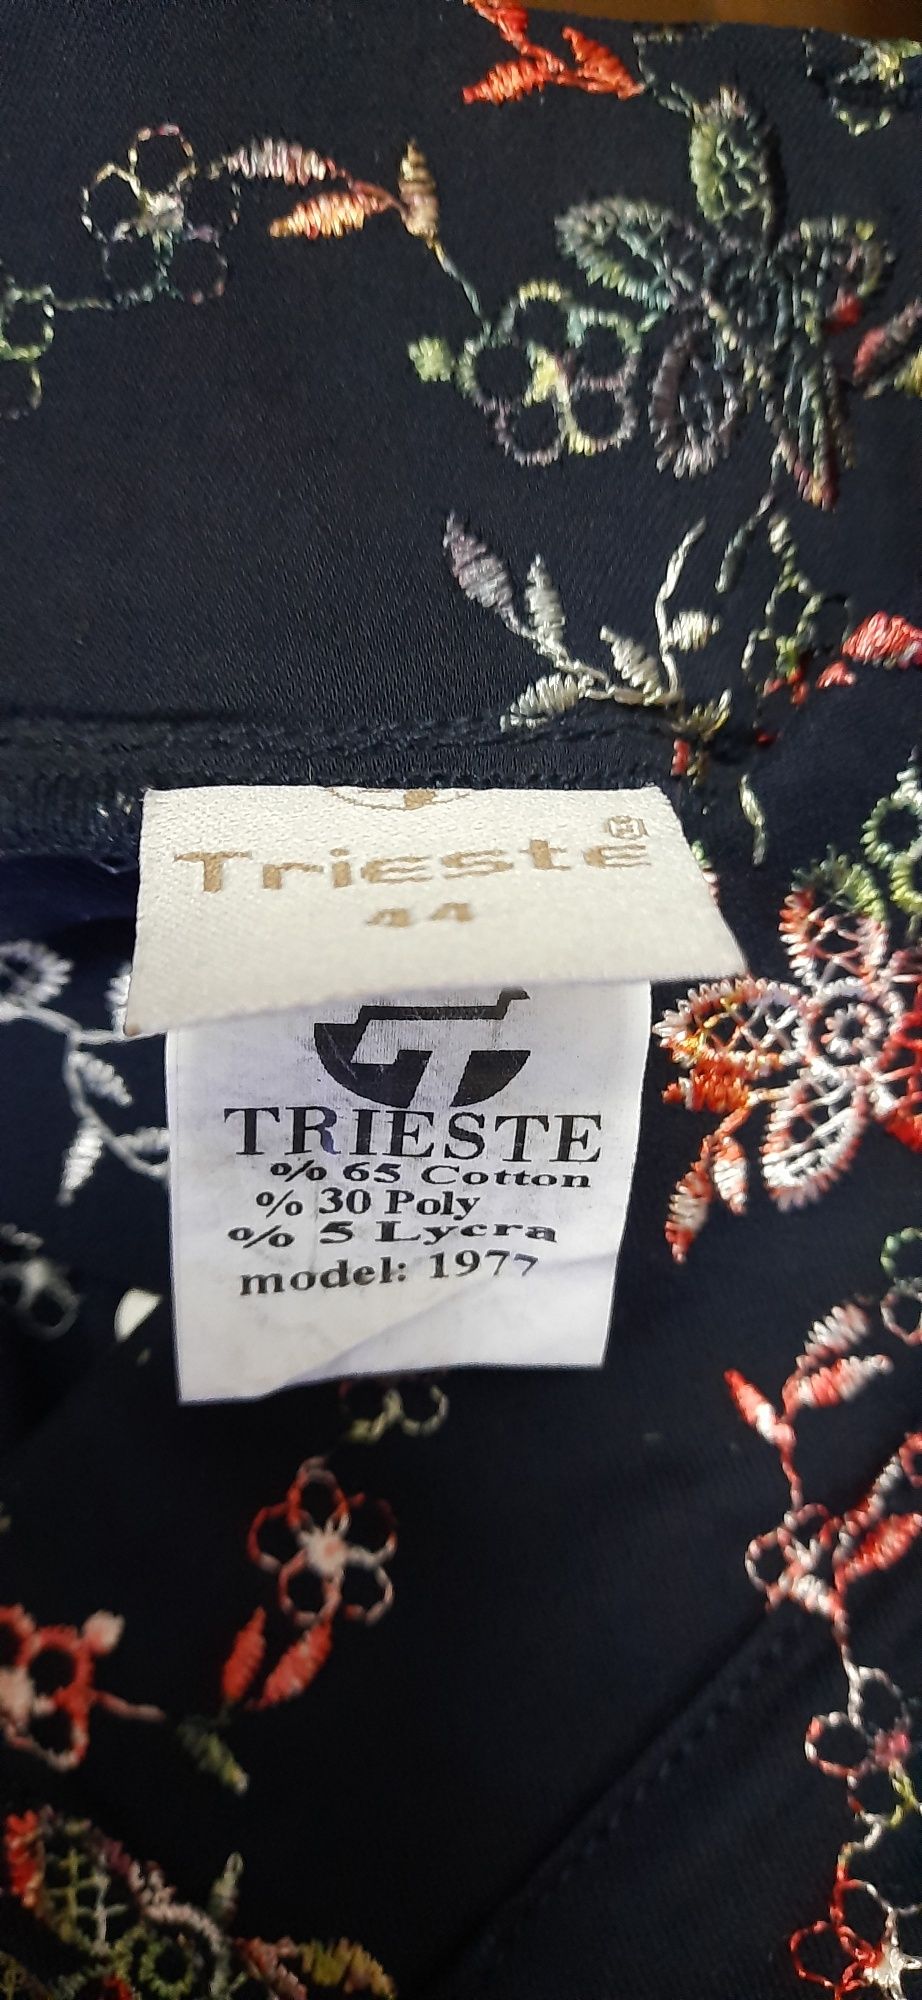 Trieste
44
TRIESTE
% 65 Cotton
% 30 Poly
% 5 Lycra
model: 1977